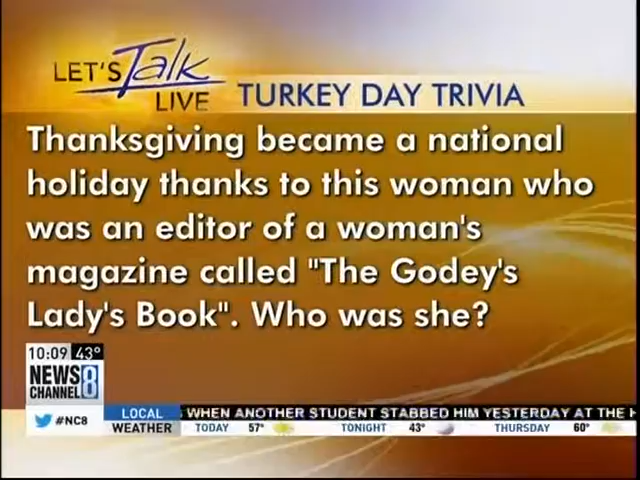 LET'S Talk LIVE
TURKEY DAY TRIVIA
Thanksgiving became a national
holiday thanks to this woman who
was an editor of a woman's
magazine called "The Godey's
Lady's Book". Who was she?
10:09 43°
NEWS CHANNEL 8
#NC8
LOCAL WEATHER
WHEN ANOTHER STUDENT STABBED HIM YESTERDAY AT THE
TODAY 57° TONIGHT 43° THURSDAY 60°